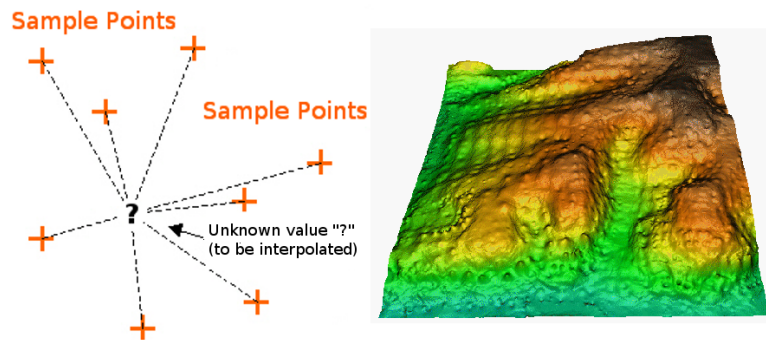 Sample Points
Sample Points
?
Unknown value "?"
(to be interpolated)